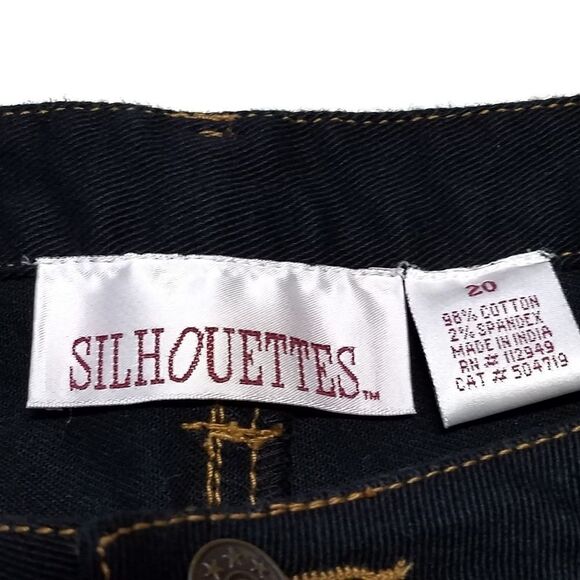 SILHOUETTES™
20
98% COTTON
2% SPANDEX
MADE IN INDIA
RN# 112949
CAT# 504719